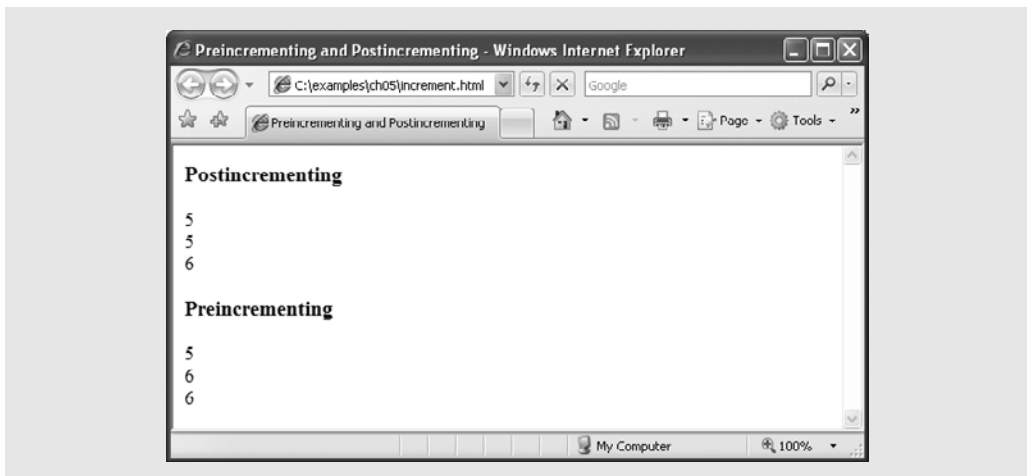 Preincrementing and Postincrementing - Windows Internet Explorer
C:\examples\ch05\increment.html
Google
Preincrementing and Postincrementing
Page
Tools
»
Postincrementing
5
5
6
Preincrementing
5
6
6
My Computer
100%